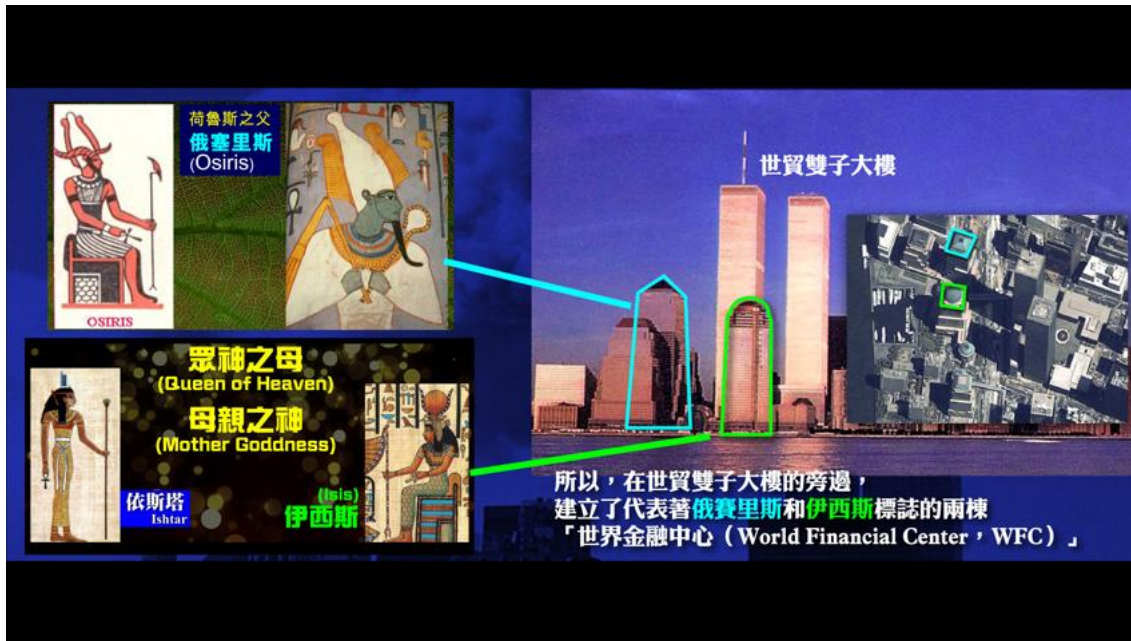 荷魯斯之父
俄塞里斯
(Osiris)
OSIRIS
眾神之母
(Queen of Heaven)
母親之神
(Mother Goddness)
依斯塔
Ishtar
(Isis)
伊西斯
世貿雙子大樓
所以，在世貿雙子大樓的旁邊，
建立了代表著俄賽里斯和伊西斯標誌的兩棟
「世界金融中心（World Financial Center，WFC）」